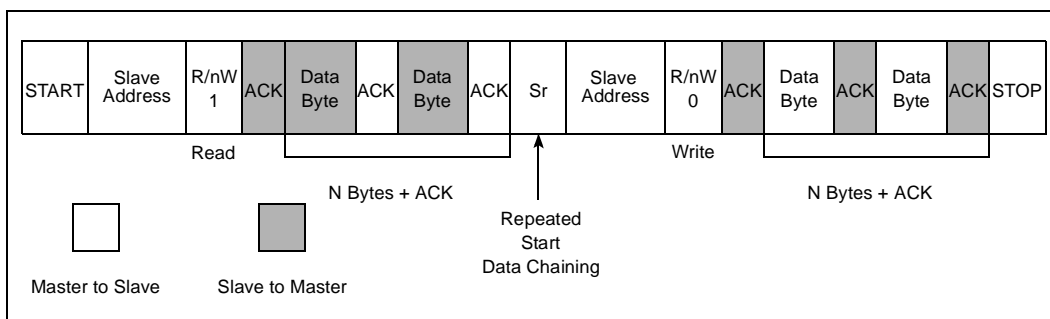 START Slave Address R/nW 1 ACK Data Byte ACK Data Byte ACK Sr Slave Address R/nW 0 ACK Data Byte ACK Data Byte ACK STOP
Read Write
N Bytes + ACK N Bytes + ACK
Repeated
Start
Data Chaining
Master to Slave Slave to Master